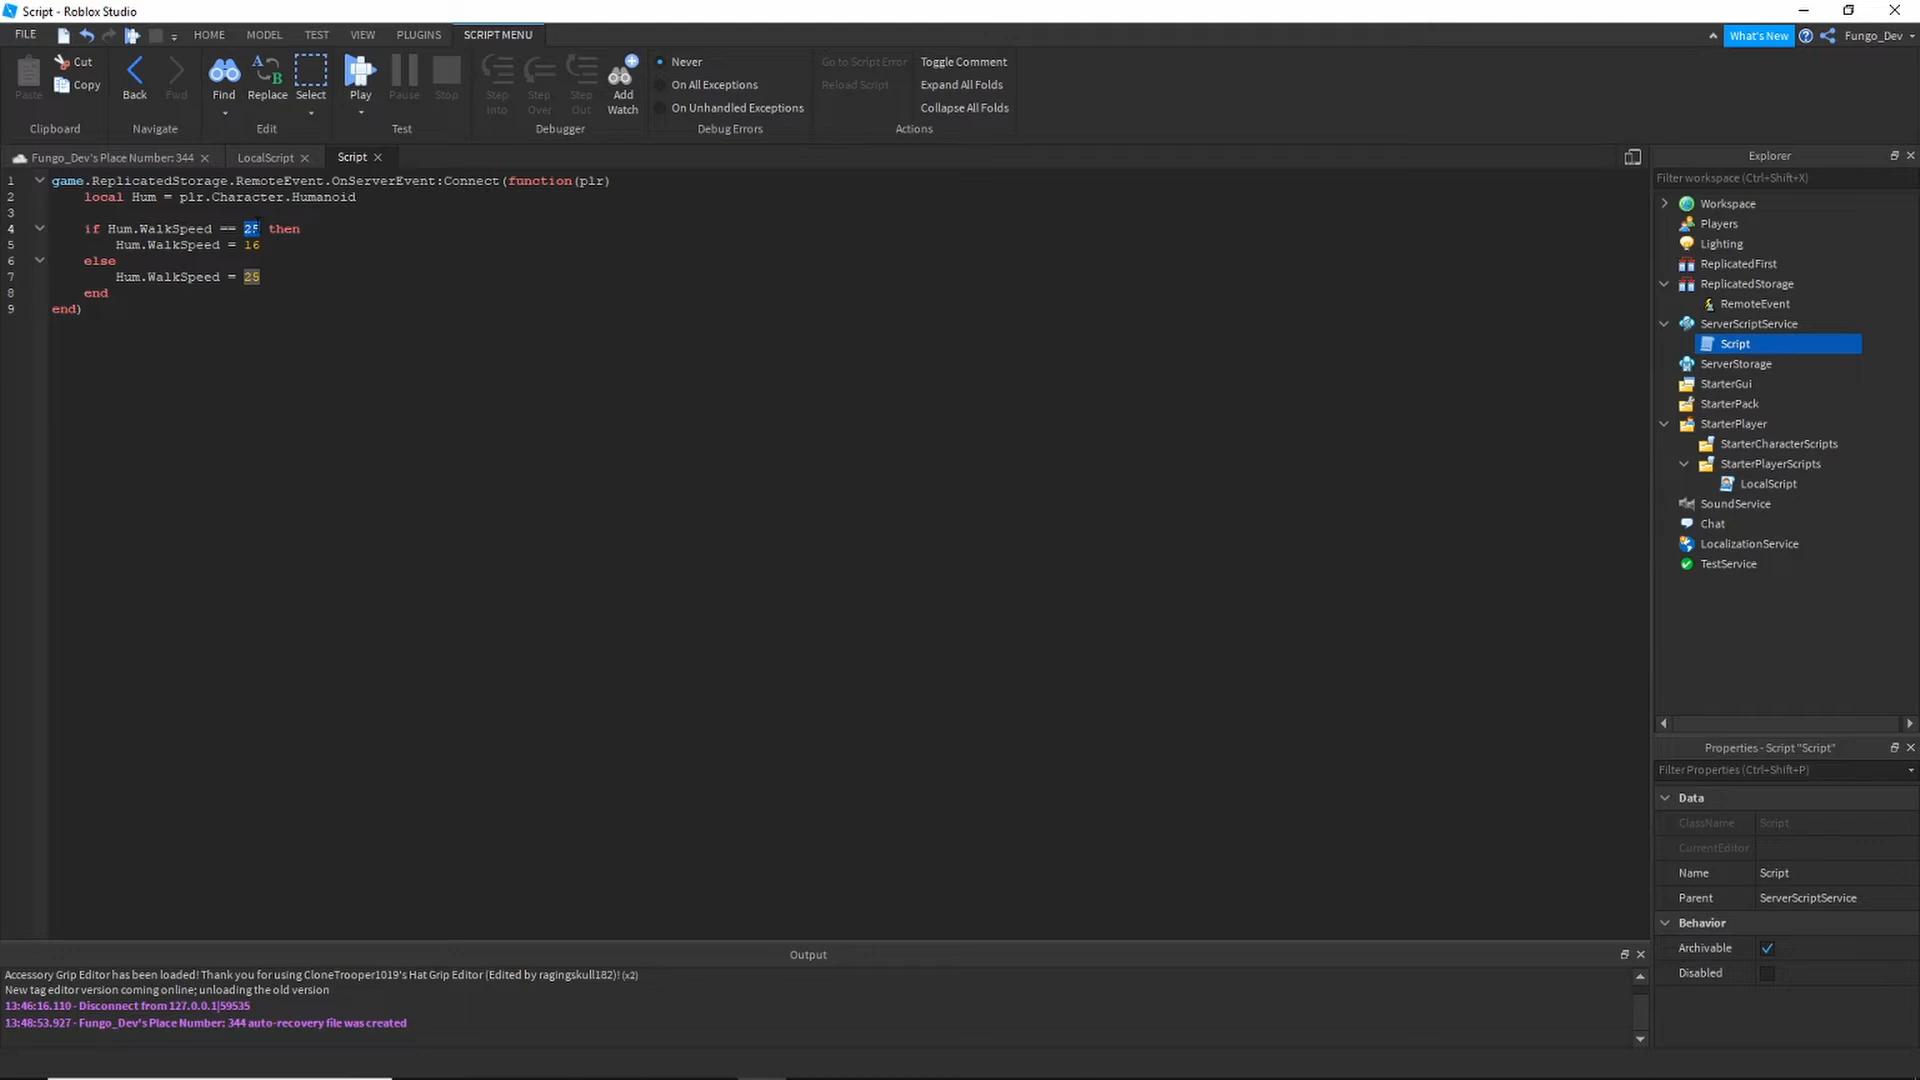 Script - Roblox Studio
FILE HOME MODEL TEST VIEW PLUGINS SCRIPT MENU What's New Fungo_Dev
Cut
Copy
Paste Back Fwd Find Replace Select Play Pause Stop Step Into Step Over Step Out Add Watch
Never
On All Exceptions
On Unhandled Exceptions
Go to Script Error
Reload Script
Toggle Comment
Expand All Folds
Collapse All Folds
Clipboard Navigate Edit Test Debugger Debug Errors Actions
Fungo_Dev's Place Number: 344 LocalScript Script
1 game.ReplicatedStorage.RemoteEvent.OnServerEvent:Connect(function(plr)
2 local Hum = plr.Character.Humanoid
3
4 if Hum.WalkSpeed == 25 then
5 Hum.WalkSpeed = 16
6 else
7 Hum.WalkSpeed = 25
8 end
9 end)
Explorer
Filter workspace (Ctrl+Shift+X)
Workspace
Players
Lighting
ReplicatedFirst
ReplicatedStorage
RemoteEvent
ServerScriptService
Script
ServerStorage
StarterGui
StarterPack
StarterPlayer
StarterCharacterScripts
StarterPlayerScripts
LocalScript
SoundService
Chat
LocalizationService
TestService
Properties - Script "Script"
Filter Properties (Ctrl+Shift+P)
Data
ClassName Script
CurrentEditor
Name Script
Parent ServerScriptService
Behavior
Archivable
Disabled
Output
Accessory Grip Editor has been loaded! Thank you for using CloneTrooper1019's Hat Grip Editor (Edited by ragingskull182)! (x2)
New tag editor version coming online; unloading the old version
13:46:16.110 - Disconnect from 127.0.0.1|59535
13:48:53.927 - Fungo_Dev's Place Number: 344 auto-recovery file was created